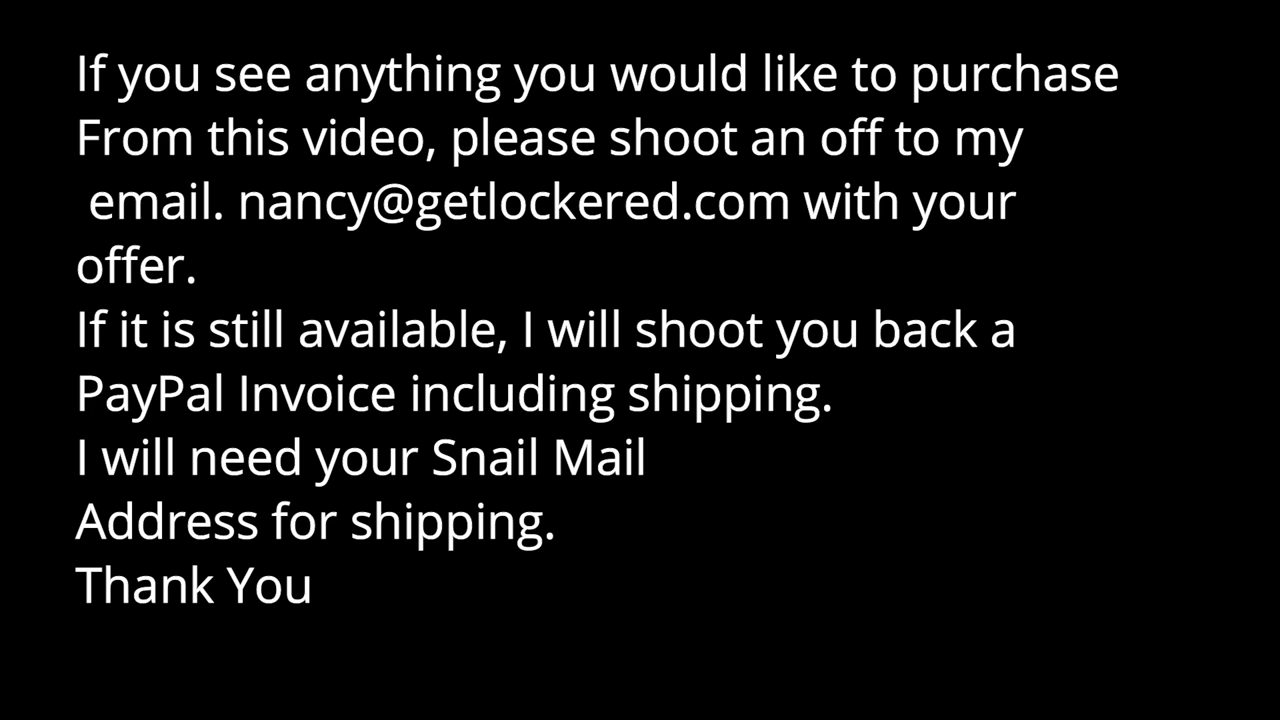 If you see anything you would like to purchase
From this video, please shoot an off to my
email. nancy@getlockered.com with your
offer.
If it is still available, I will shoot you back a
PayPal Invoice including shipping.
I will need your Snail Mail
Address for shipping.
Thank You